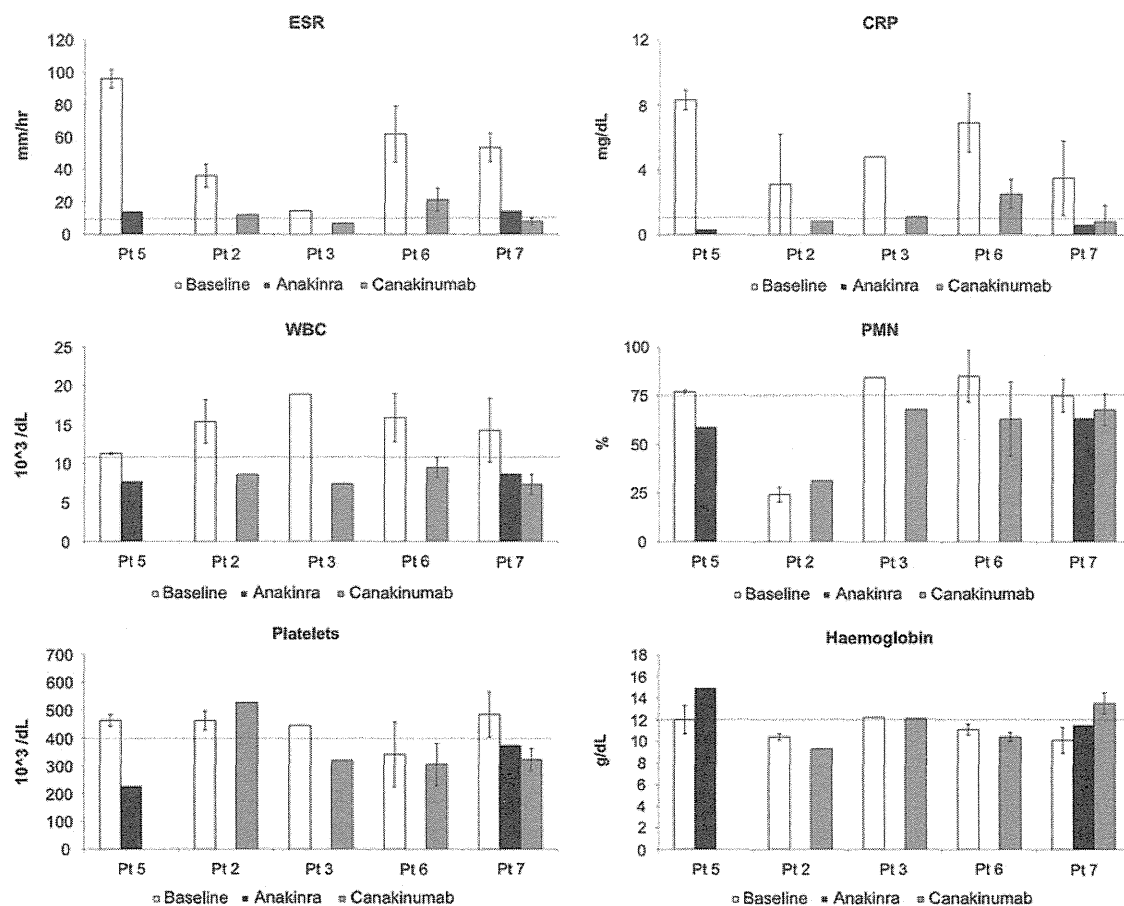 ESR
120
100
80
60
40
20
0
mm/hr
Pt 5 Pt 2 Pt 3 Pt 6 Pt 7
Baseline Anakinra Canakinumab
CRP
12
8
4
0
mg/dL
Pt 5 Pt 2 Pt 3 Pt 6 Pt 7
Baseline Anakinra Canakinumab
WBC
25
20
15
10
5
0
10^3 /dL
Pt 5 Pt 2 Pt 3 Pt 6 Pt 7
Baseline Anakinra Canakinumab
PMN
100
75
50
25
0
%
Pt 5 Pt 2 Pt 3 Pt 6 Pt 7
Baseline Anakinra Canakinumab
Platelets
700
600
500
400
300
200
100
0
10^3 /dL
Pt 5 Pt 2 Pt 3 Pt 6 Pt 7
Baseline Anakinra Canakinumab
Haemoglobin
18
16
14
12
10
8
6
4
2
0
g/dL
Pt 5 Pt 2 Pt 3 Pt 6 Pt 7
Baseline Anakinra Canakinumab